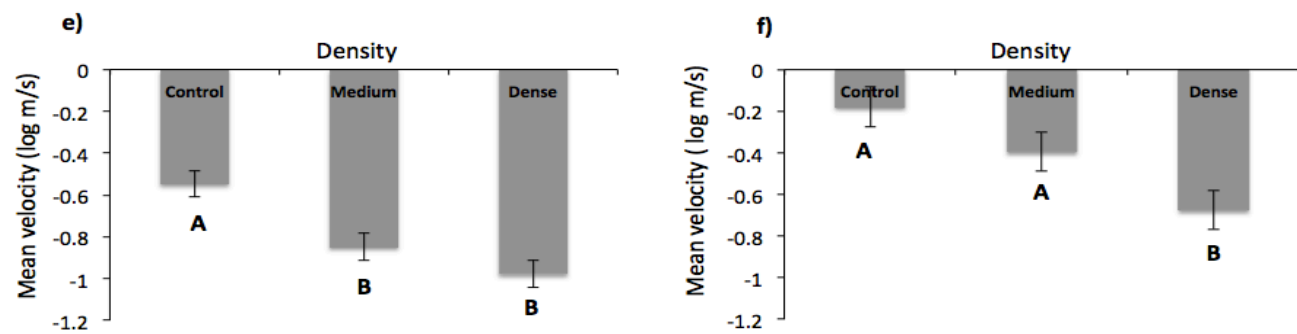 e)
Density
Mean velocity (log m/s)
0
-0.2
-0.4
-0.6
-0.8
-1
-1.2
Control
Medium
Dense
A
B
B
f)
Density
Mean velocity ( log m/s)
0
-0.2
-0.4
-0.6
-0.8
-1
-1.2
Control
Medium
Dense
A
A
B